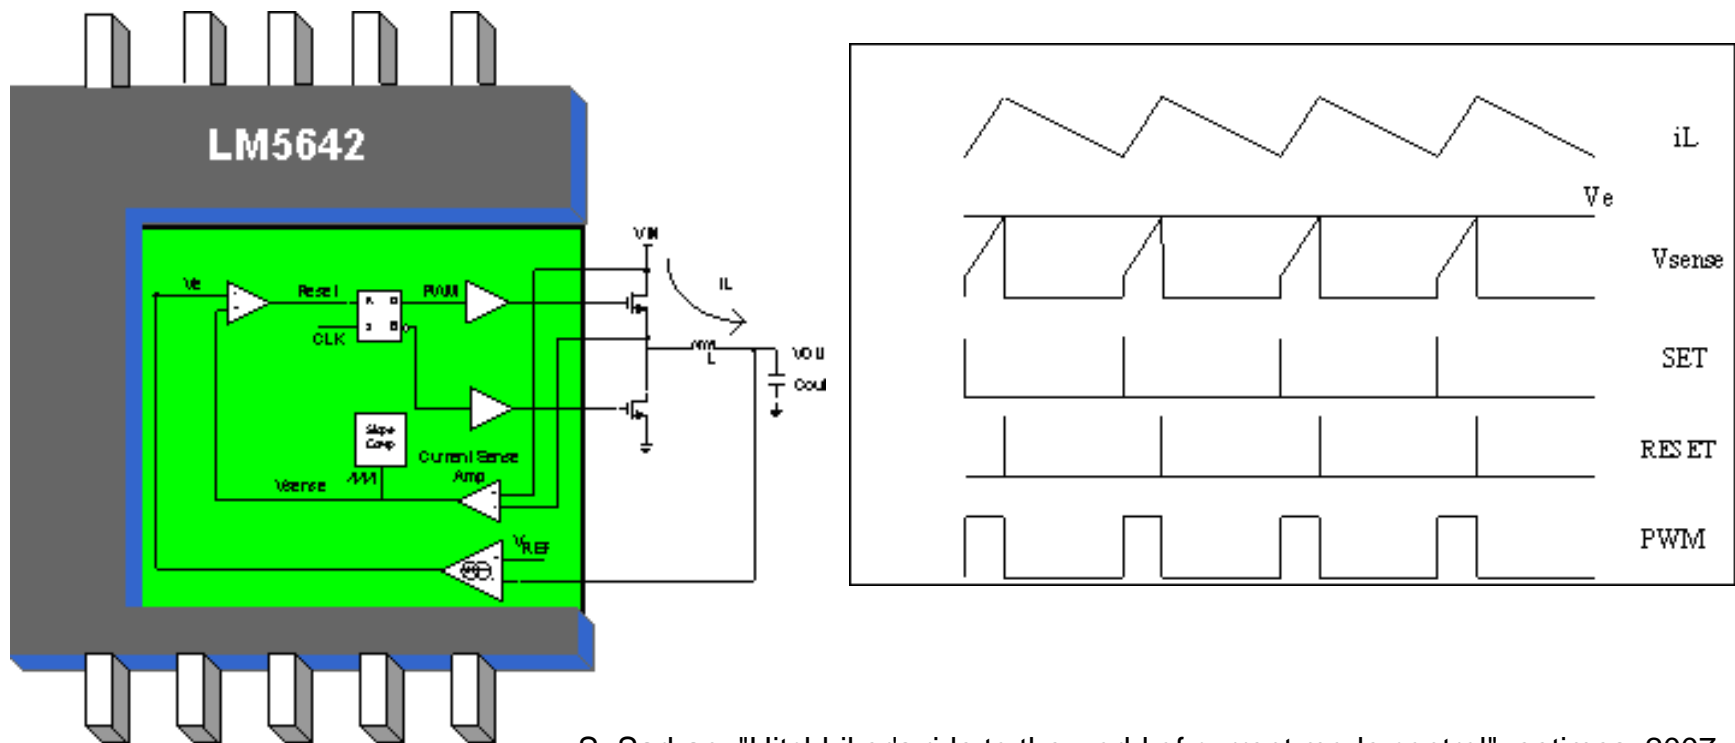 LM5642
VIN
Ve
Reset
PWM
IL
CLK
L
Cout
Slope
Comp
Current Sense
Amp
Vsense
VREF
iL
Ve
Vsense
SET
RESET
PWM